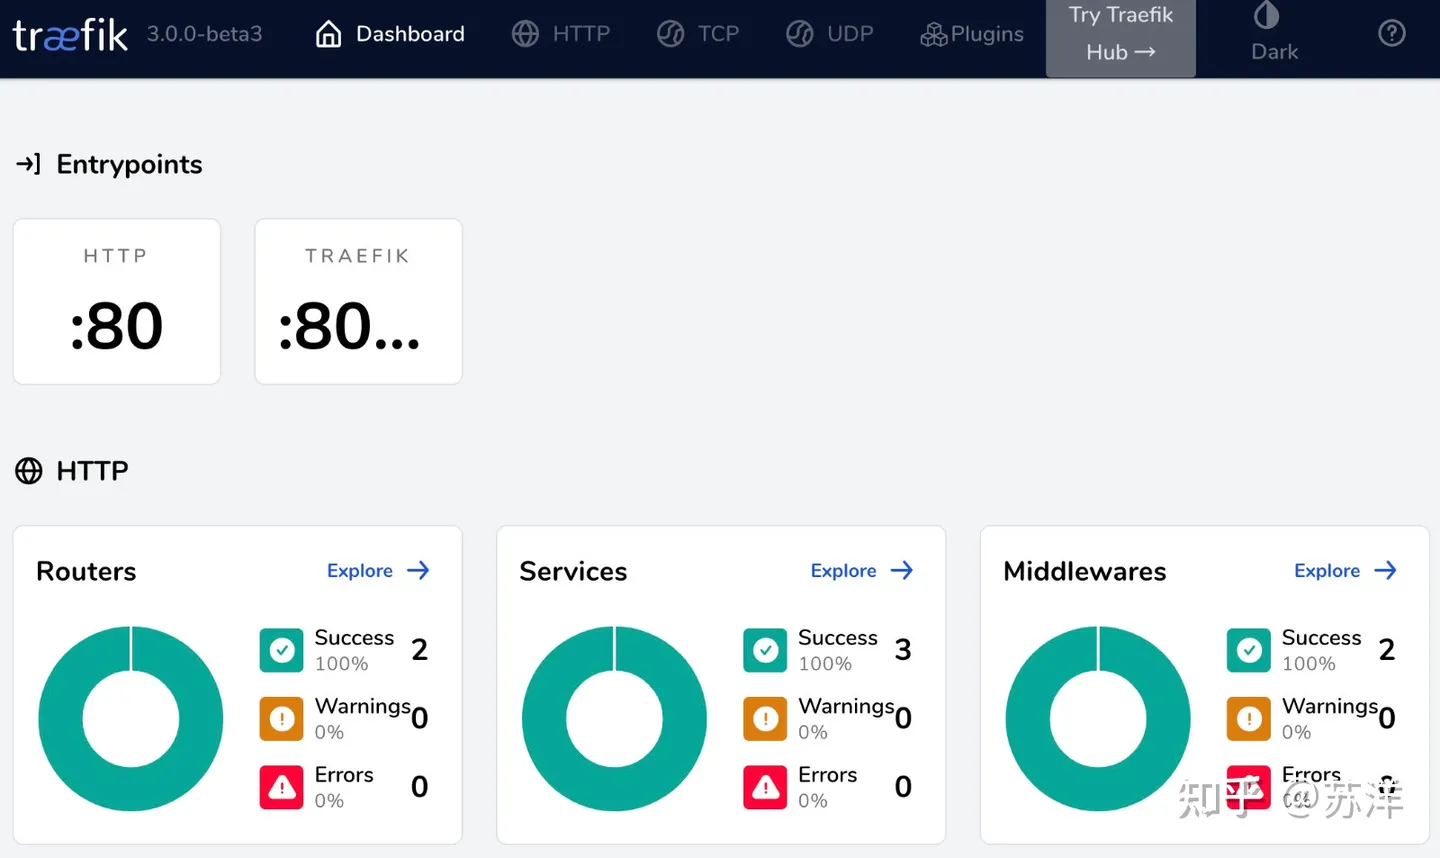 træfik 3.0.0-beta3 Dashboard HTTP TCP UDP Plugins Try Traefik Hub → Dark ?
Entrypoints
HTTP TRAEFIK
:80 :80...
HTTP
Routers Explore → Services Explore → Middlewares Explore →
Success 2 Success 3 Success 2
100% 100% 100%
Warnings 0 Warnings 0 Warnings 0
0% 0% 0%
Errors 0 Errors 0 Errors 0
0% 0% 0%
知乎 @苏洋